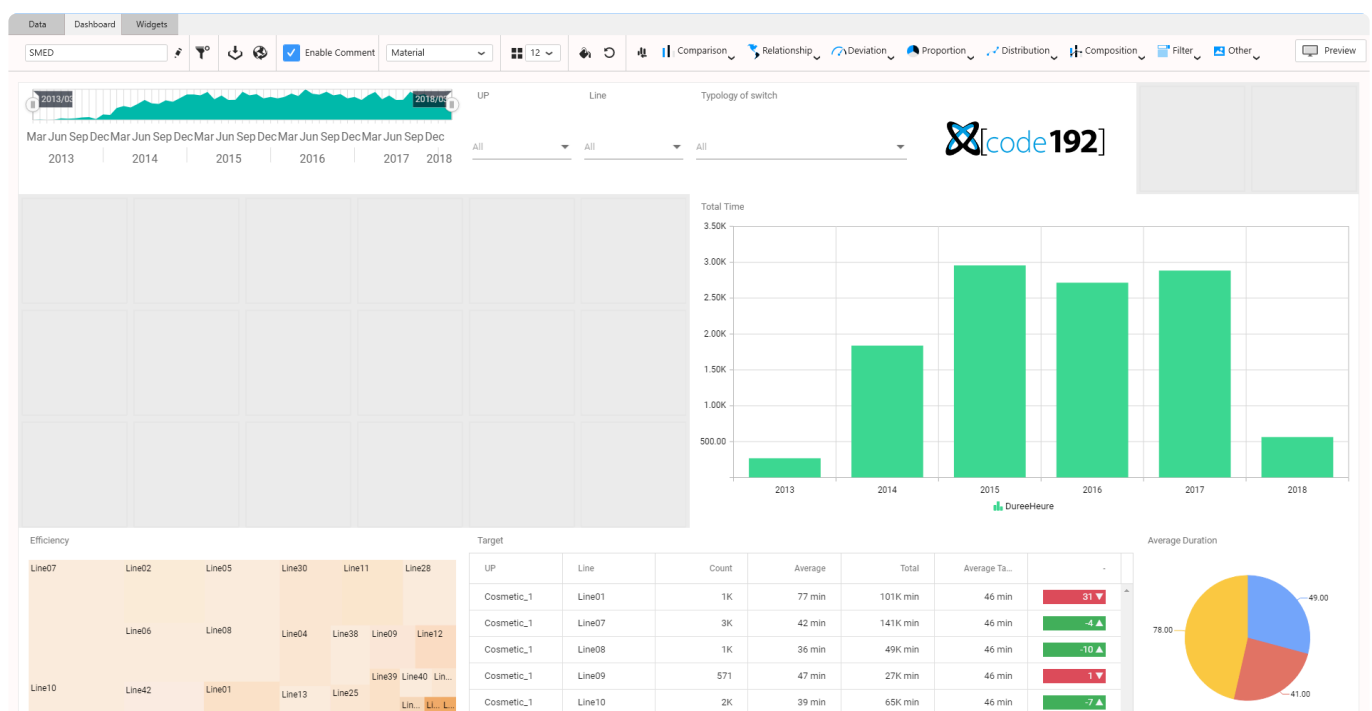 Data Dashboard Widgets
SMED Enable Comment Material 12 Comparison Relationship Deviation Proportion Distribution Composition Filter Other Preview
2013/03 2018/03
Mar Jun Sep Dec Mar Jun Sep Dec Mar Jun Sep Dec Mar Jun Sep Dec Mar Jun Sep Dec
2013 2014 2015 2016 2017 2018
UP Line Typology of switch
All All All
[code192]
Total Time
3.50K
3.00K
2.50K
2.00K
1.50K
1.00K
500.00
2013 2014 2015 2016 2017 2018
DureeHeure
Efficiency
Line07 Line02 Line05 Line30 Line11 Line28
Line06 Line08 Line04 Line38 Line09 Line12
Line39 Line40 Lin...
Line10 Line42 Line01 Line13 Line25
Lin... Li... L...
Target
UP Line Count Average Total Average Ta... -
Cosmetic_1 Line01 1K 77 min 101K min 46 min 31 ▼
Cosmetic_1 Line07 3K 42 min 141K min 46 min -4 ▲
Cosmetic_1 Line08 1K 36 min 49K min 46 min -10 ▲
Cosmetic_1 Line09 571 47 min 27K min 46 min 1 ▼
Cosmetic_1 Line10 2K 39 min 65K min 46 min -7 ▲
Average Duration
49.00
78.00
41.00